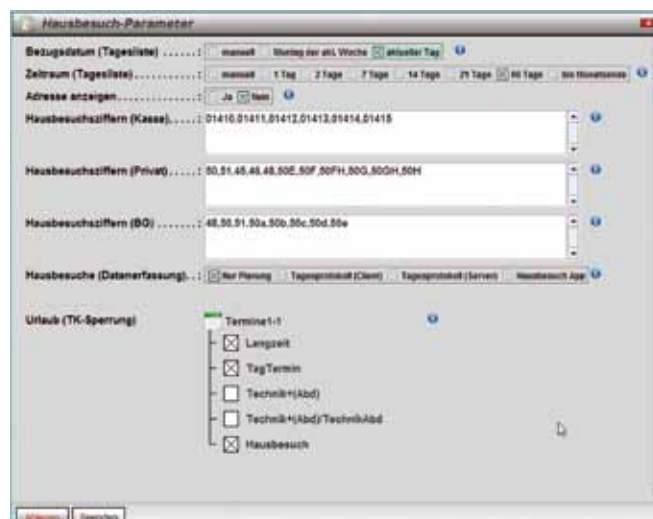 Hausbesuch-Parameter
Bezugsdatum (Tagesliste) ......: manuell Montag der akt. Woche aktueller Tag
Zeitraum (Tagesliste)............: manuell 1 Tag 2 Tage 7 Tage 14 Tage 21 Tage Tage bis Monatsende
Adresse anzeigen...............: Ja Nein
Hausbesuchsziffern (Kasse).....: 01410,01411,01412,01413,01414,01415
Hausbesuchsziffern (Privat).....: 50,51,45,46,48,50E,50F,50FH,50G,50GH,50H
Hausbesuchsziffern (BG) .......: 48,50,51,50a,50b,50c,50d,50e
Hausbesuche (Datenerfassung)..: Nur Planung Tagesprotokoll (Client) Tagesprotokoll (Server) Hausbesuch App
Urlaub (TK-Sperrung) Termine1-1
Langzeit
TagTermin
Technik+(Abd)
Technik+(Abd)/TechnikAbd
Hausbesuch
Ablegen Beenden